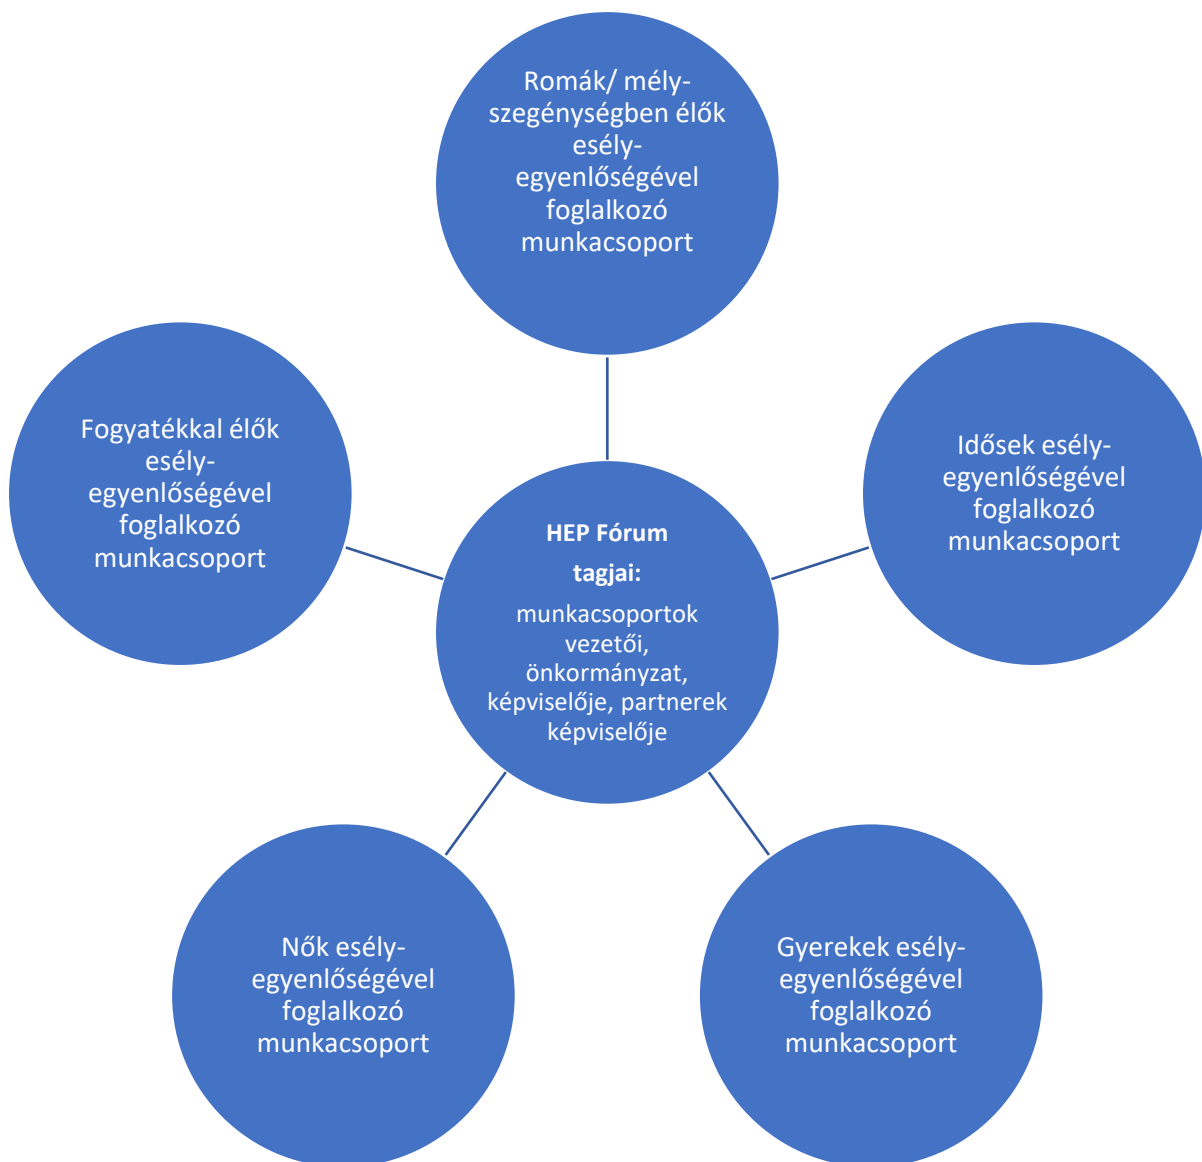 Romák/ mély-
szegénységben élők
esély-
egyenlőségével
foglalkozó
munkacsoport
Fogyatékkal élők
esély-
egyenlőségével
foglalkozó
munkacsoport
Idősek esély-
egyenlőségével
foglalkozó
munkacsoport
HEP Fórum
tagjai:
munkacsoportok
vezetői,
önkormányzat,
képviselője, partnerek
képviselője
Nők esély-
egyenlőségével
foglalkozó
munkacsoport
Gyerekek esély-
egyenlőségével
foglalkozó
munkacsoport